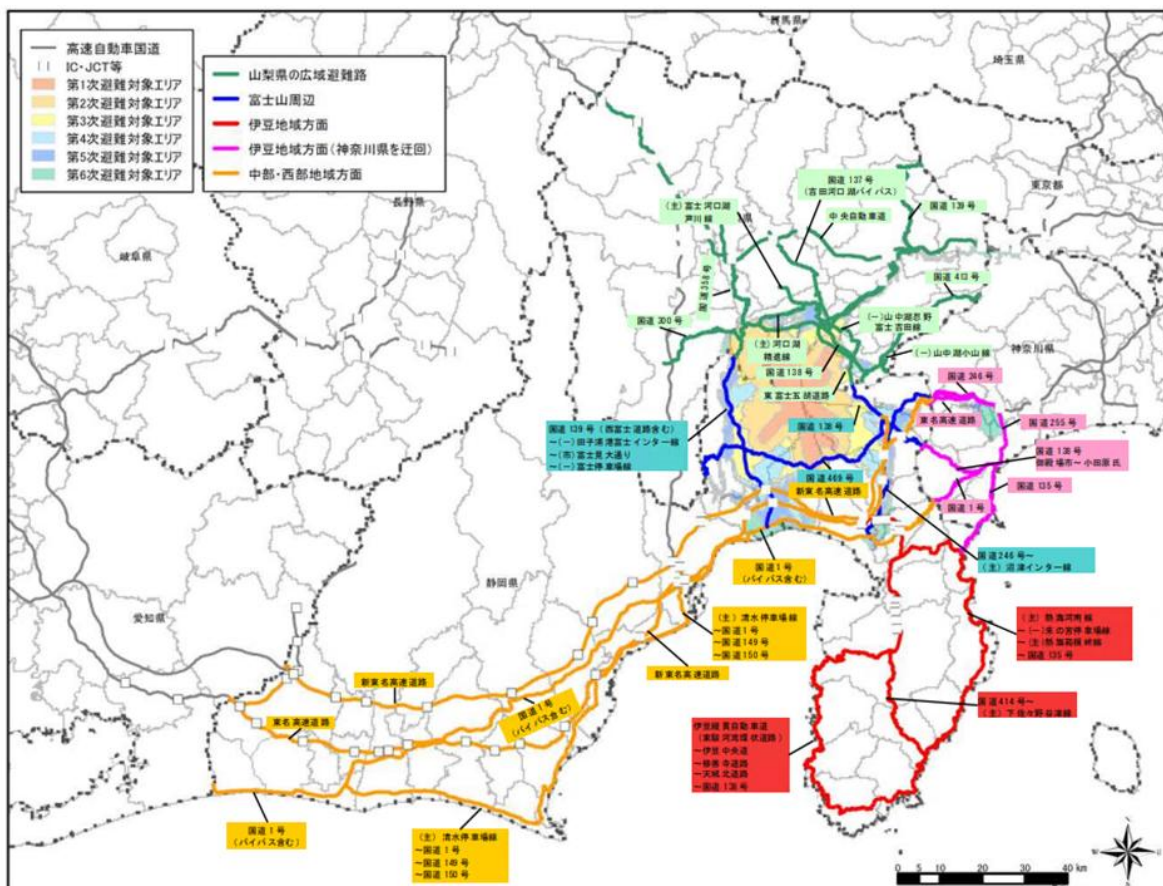 高速自動車国道
IC・JCT等
第1次避難対象エリア
第2次避難対象エリア
第3次避難対象エリア
第4次避難対象エリア
第5次避難対象エリア
第6次避難対象エリア
山梨県の広域避難路
富士山周辺
伊豆地域方面
伊豆地域方面(神奈川県を迂回)
中部・西部地域方面
群馬県
埼玉県
東京都
長野県
岐阜県
神奈川県
静岡県
愛知県
国道137号
(吉田河口湖バイパス)
(主)富士河口湖
芦川線
中央自動車道
国道139号
国道413号
国道358号
国道300号
(一)山中湖忍野
富士吉田線
(主)河口湖
精進線
(一)山中湖小山線
国道138号
東富士五湖道路
国道246号
東名高速道路
国道255号
国道138号
国道139号(西富士道路含む)
~(一)田子浦港富士インター線
~(市)富士見大通り
~(一)富士停車場線
国道138号
御殿場市~小田原氏
国道469号
新東名高速道路
国道135号
国道1号
国道246号~
(主)沼津インター線
国道1号
(バイパス含む)
(主)清水停車場線
~国道1号
~国道149号
~国道150号
(主)熱海河南線
~(一)来の宮停車場線
~(主)熱海箱根峠線
~国道135号
新東名高速道路
新東名高速道路
国道1号
(バイパス含む)
東名高速道路
国道414号~
(主)下佐々野谷津線
伊豆縦貫自動車道
(東駿河湾環状道路)
~伊豆中央道
~修善寺道路
~天城北道路
~国道136号
国道1号
(バイパス含む)
(主)清水停車場線
~国道1号
~国道149号
~国道150号
0 5 10 20 30 40 km